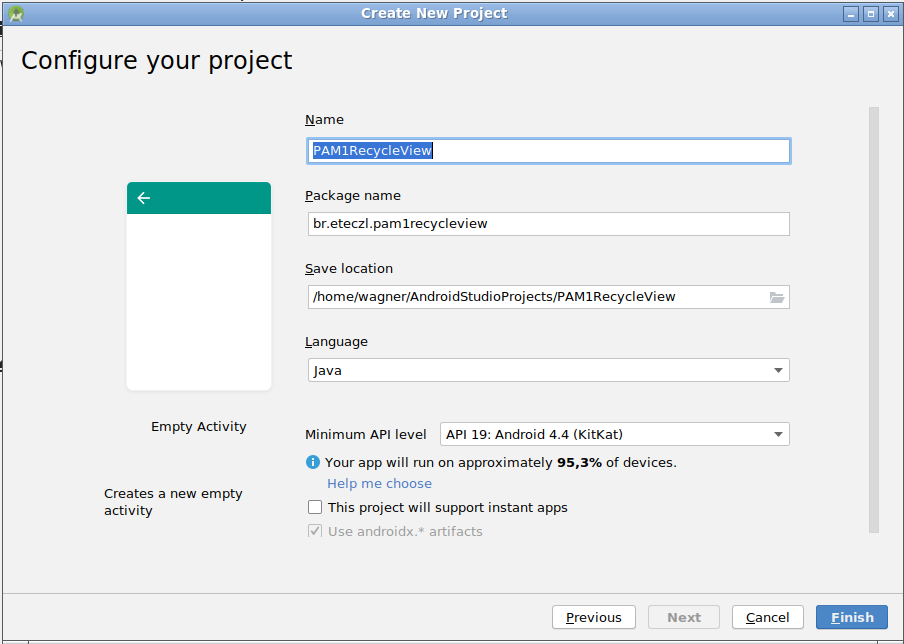 Create New Project
Configure your project
Name
PAM1RecycleView
Package name
br.eteczl.pam1recycleview
Save location
/home/wagner/AndroidStudioProjects/PAM1RecycleView
Language
Java
Empty Activity
Minimum API level API 19: Android 4.4 (KitKat)
Your app will run on approximately 95,3% of devices.
Help me choose
Creates a new empty
activity
This project will support instant apps
Use androidx.* artifacts
Previous Next Cancel Finish